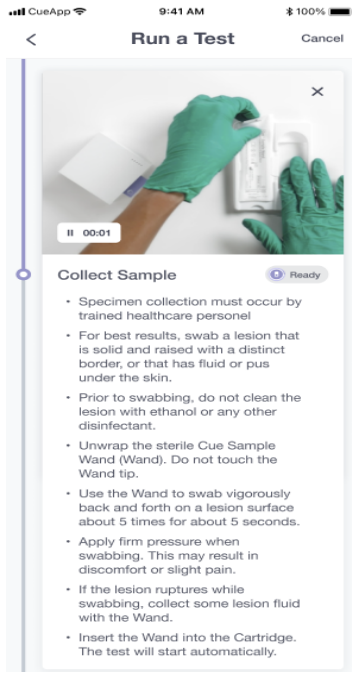 CueApp 9:41 AM 100%
Run a Test Cancel
00:01
Collect Sample Ready
• Specimen collection must occur by
trained healthcare personel
• For best results, swab a lesion that
is solid and raised with a distinct
border, or that has fluid or pus
under the skin.
• Prior to swabbing, do not clean the
lesion with ethanol or any other
disinfectant.
• Unwrap the sterile Cue Sample
Wand (Wand). Do not touch the
Wand tip.
• Use the Wand to swab vigorously
back and forth on a lesion surface
about 5 times for about 5 seconds.
• Apply firm pressure when
swabbing. This may result in
discomfort or slight pain.
• If the lesion ruptures while
swabbing, collect some lesion fluid
with the Wand.
• Insert the Wand into the Cartridge.
The test will start automatically.